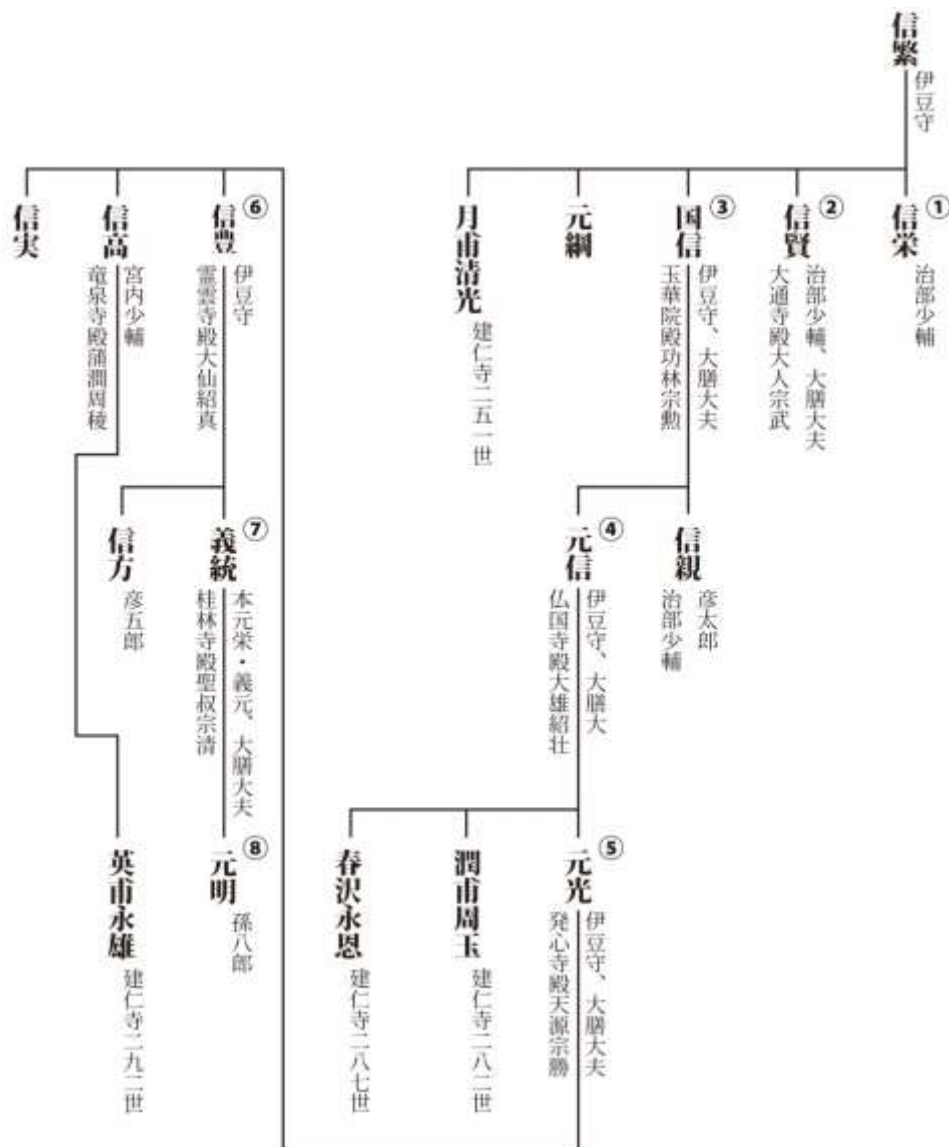 信繁
伊豆守
①
信栄
治部少輔
②
信賢
治部少輔、大膳大夫
大通寺殿大人宗武
③
国信
伊豆守、大膳大夫
玉華院殿功林宗勲
元綱
月甫清光
建仁寺二五一世
信親
彦太郎
治部少輔
④
元信
伊豆守、大膳大
仏国寺殿大雄紹壮
⑤
元光
伊豆守、大膳大夫
発心寺殿天源宗勝
潤甫周玉
建仁寺二八二世
春沢永恩
建仁寺二八七世
⑥
信豊
伊豆守
霊雲寺殿大仙紹真
信高
宮内少輔
竜泉寺殿蒲澗周稜
信実
⑦
義統
本元栄・義元、大膳大夫
桂林寺殿聖叔宗清
信方
彦五郎
⑧
元明
孫八郎
英甫永雄
建仁寺二九二世